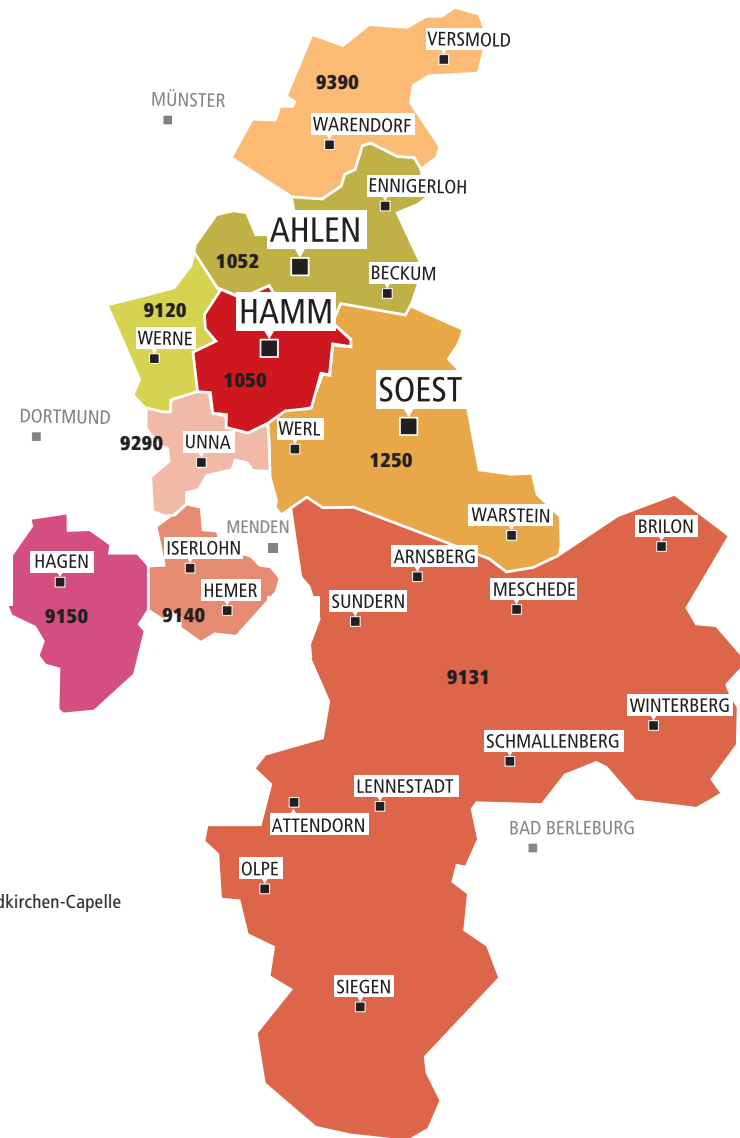 VERSMOLD
9390
MÜNSTER
WARENDORF
ENNIGERLOH
AHLEN
1052
BECKUM
9120
HAMM
WERNE
1050
SOEST
DORTMUND
9290
UNNA
WERL
1250
WARSTEIN
MENDEN
BRILON
ISERLOHN
ARNSBERG
HAGEN
HEMER
MESCHEDE
SUNDERN
9150
9140
9131
WINTERBERG
SCHMALLENBERG
LENNESTADT
ATTENDORN
BAD BERLEBURG
OLPE
dkirchen-Capelle
SIEGEN